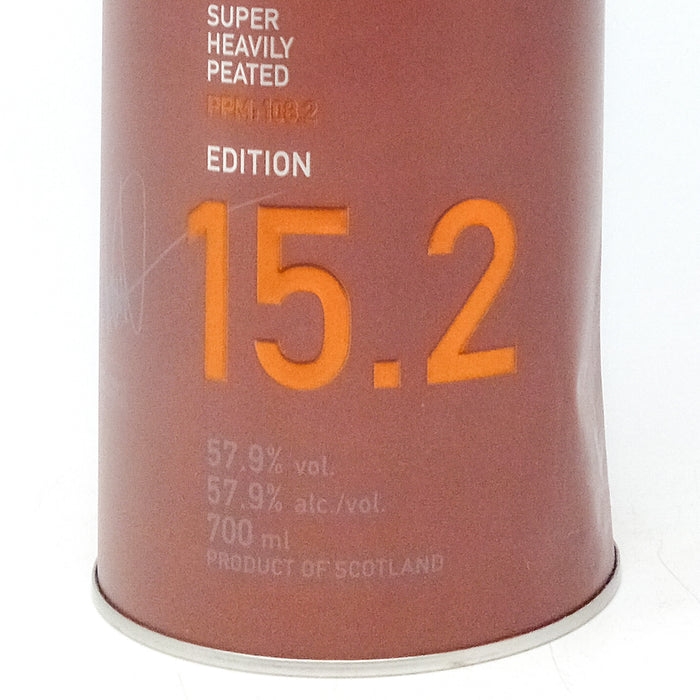 SUPER
HEAVILY
PEATED
PPM.108.2
EDITION
15.2
57.9% vol.
57.9% alc./vol.
700 ml
PRODUCT OF SCOTLAND